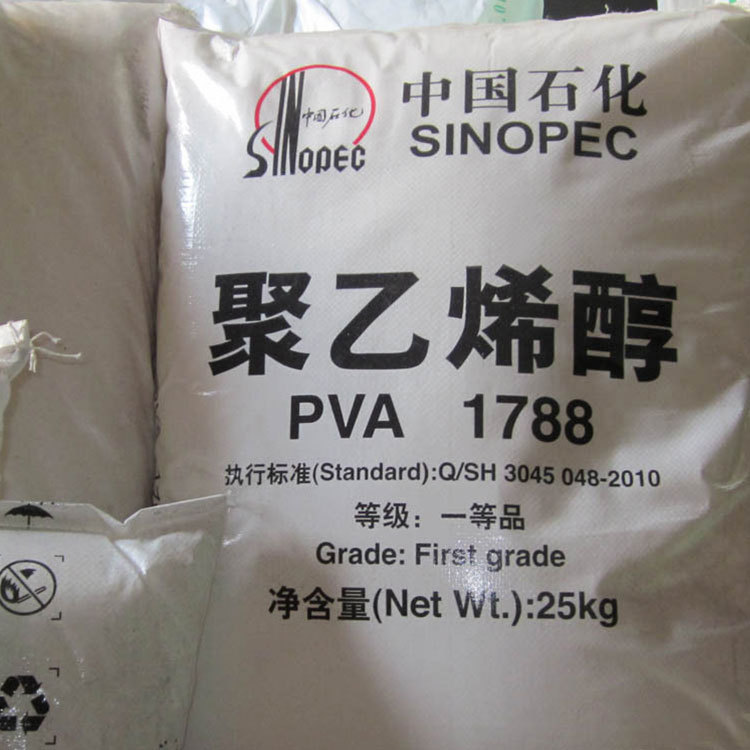 中国石化
SINOPEC
中国石化
SINOPEC
聚乙烯醇
PVA 1788
执行标准(Standard):Q/SH 3045 048-2010
等级：一等品
Grade: First grade
净含量(Net Wt.):25kg